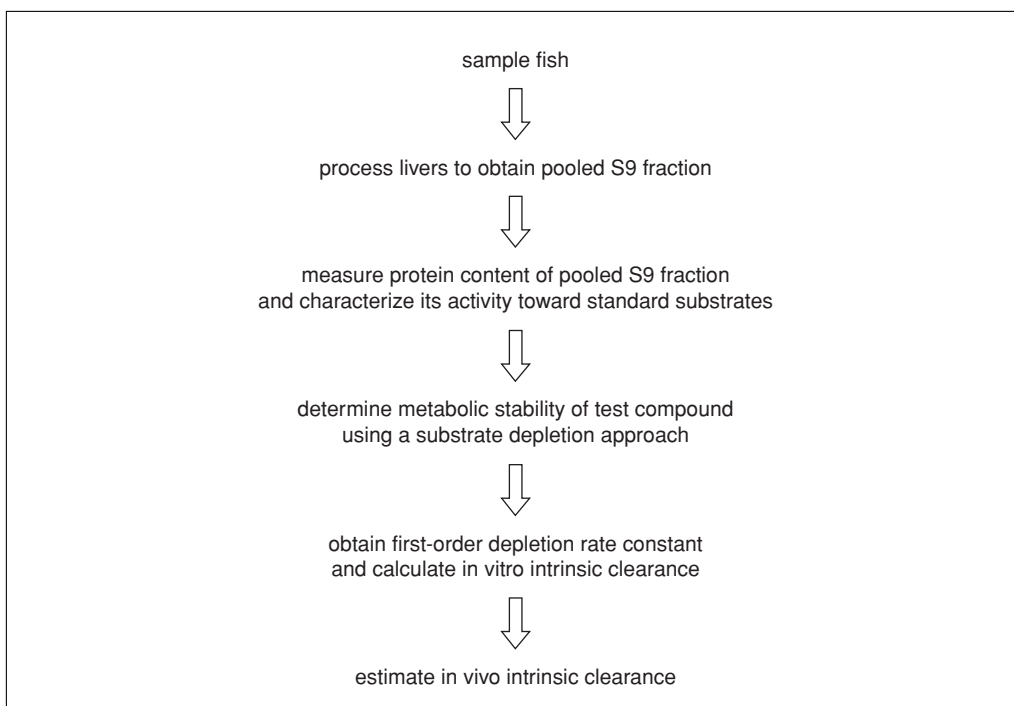 sample fish
process livers to obtain pooled S9 fraction
measure protein content of pooled S9 fraction
and characterize its activity toward standard substrates
determine metabolic stability of test compound
using a substrate depletion approach
obtain first-order depletion rate constant
and calculate in vitro intrinsic clearance
estimate in vivo intrinsic clearance